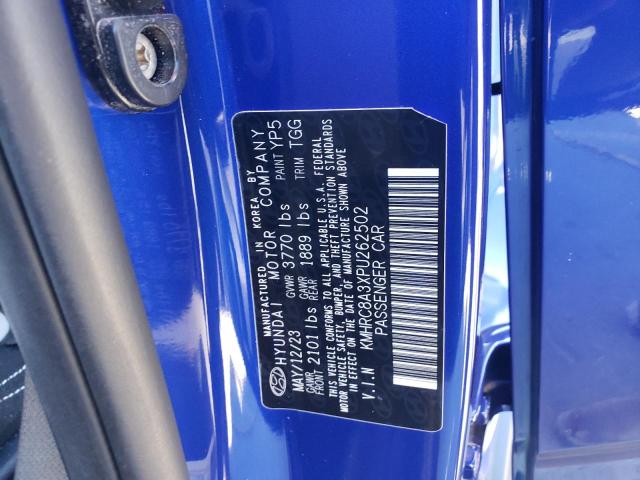 MANUFACTURED IN KOREA BY
HYUNDAI MOTOR COMPANY
MAY/12/23 GVWR 3770 lbs PAINT YP5
GAWR FRONT 2101 lbs GAWR REAR 1889 lbs TRIM TGG
THIS VEHICLE CONFORMS TO ALL APPLICABLE U.S.A. FEDERAL
MOTOR VEHICLE SAFETY, BUMPER, AND THEFT PREVENTION STANDARDS
IN EFFECT ON THE DATE OF MANUFACTURE SHOWN ABOVE
V.I.N KMHRC8A3XPU262502
PASSENGER CAR